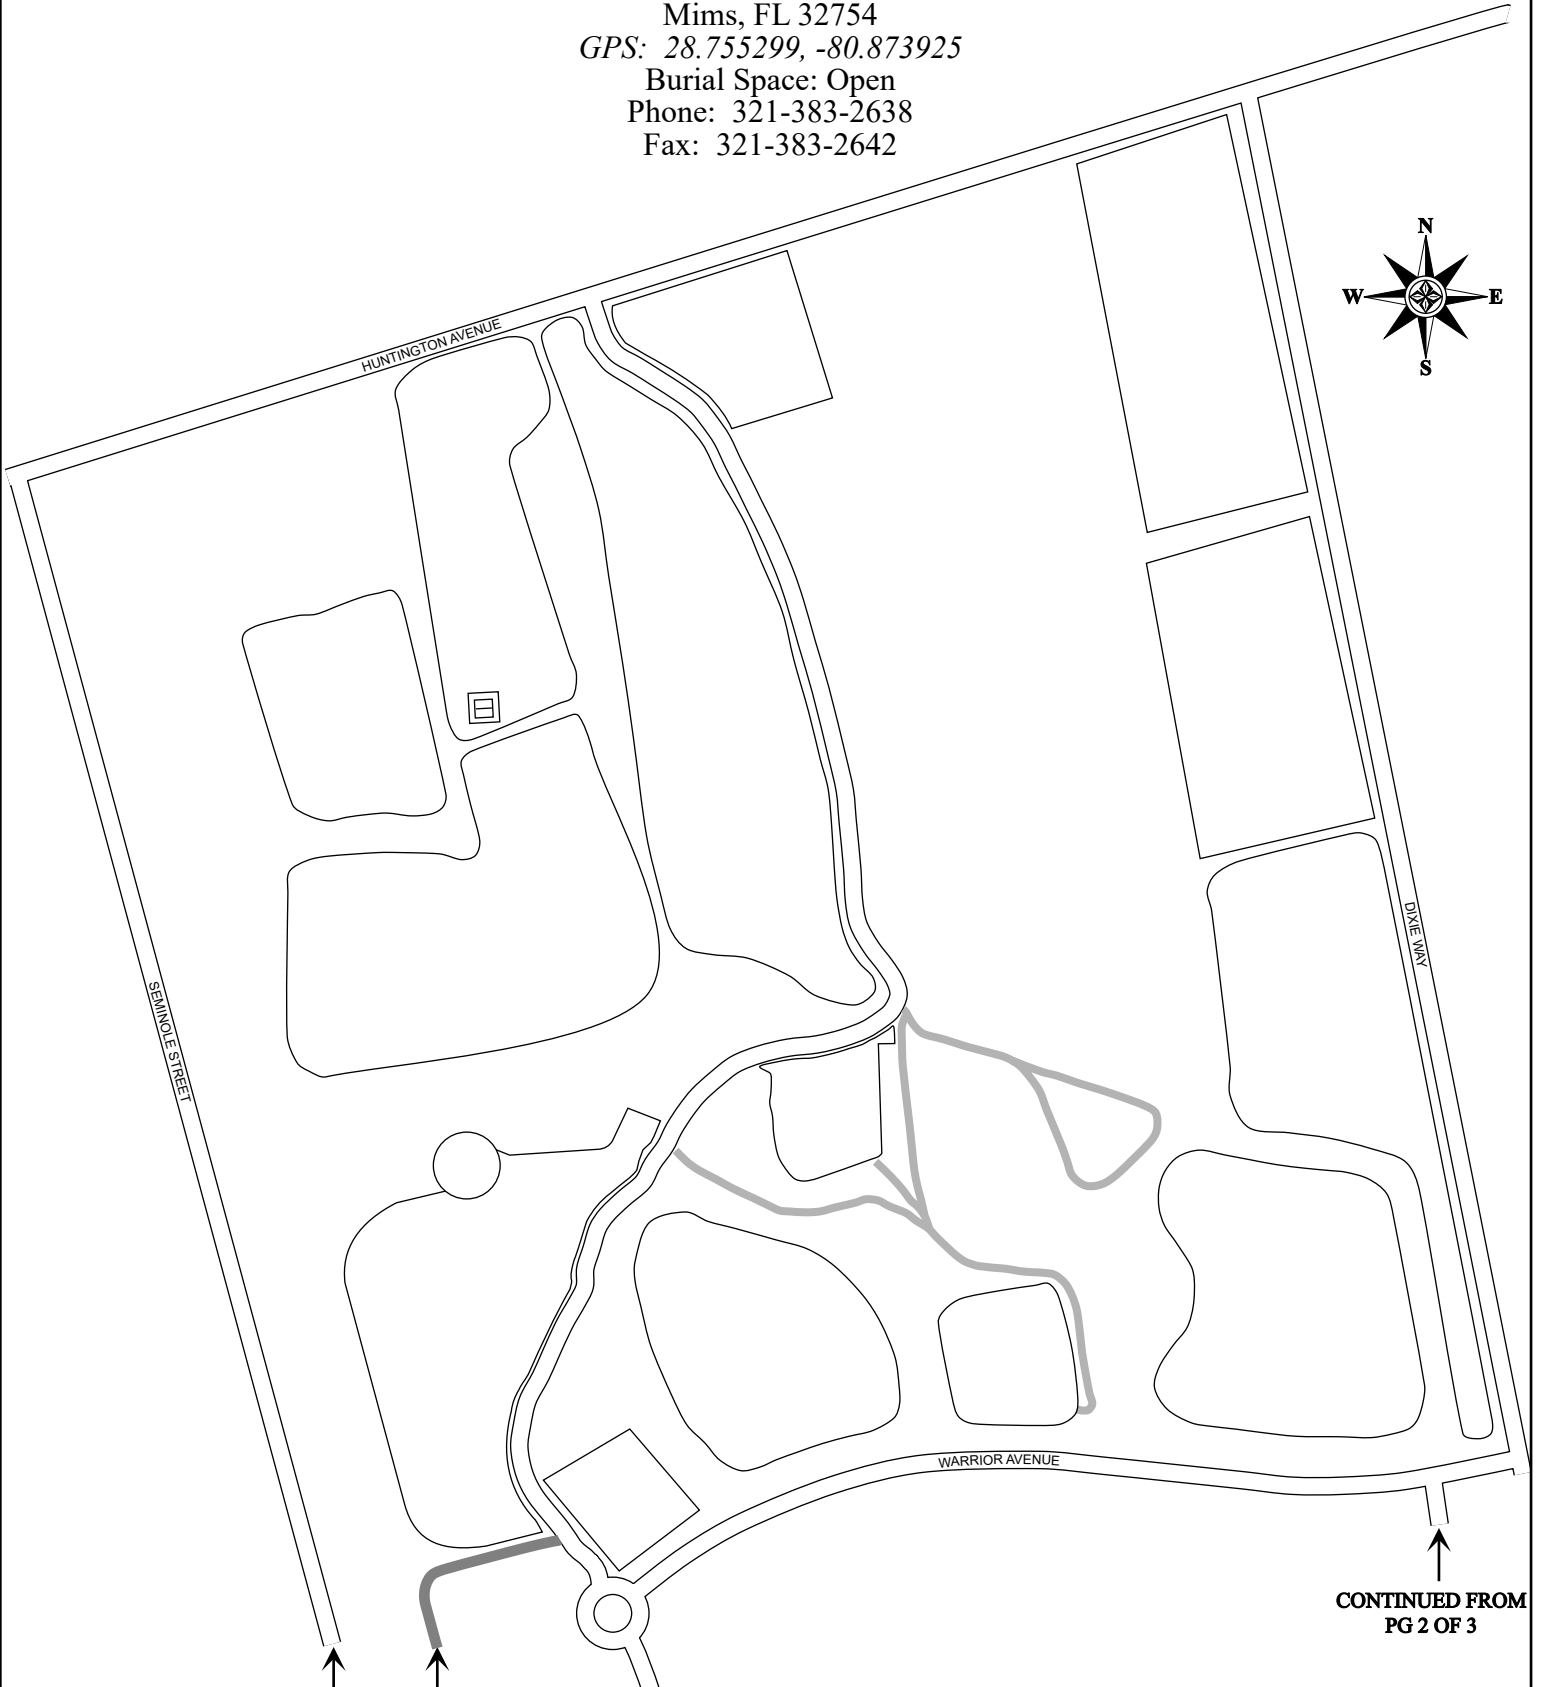 Mims, FL 32754
GPS: 28.755299, -80.873925
Burial Space: Open
Phone: 321-383-2638
Fax: 321-383-2642
N
W E
S
HUNTINGTON AVENUE
DIXIE WAY
SEMINOLE STREET
WARRIOR AVENUE
CONTINUED FROM
PG 2 OF 3